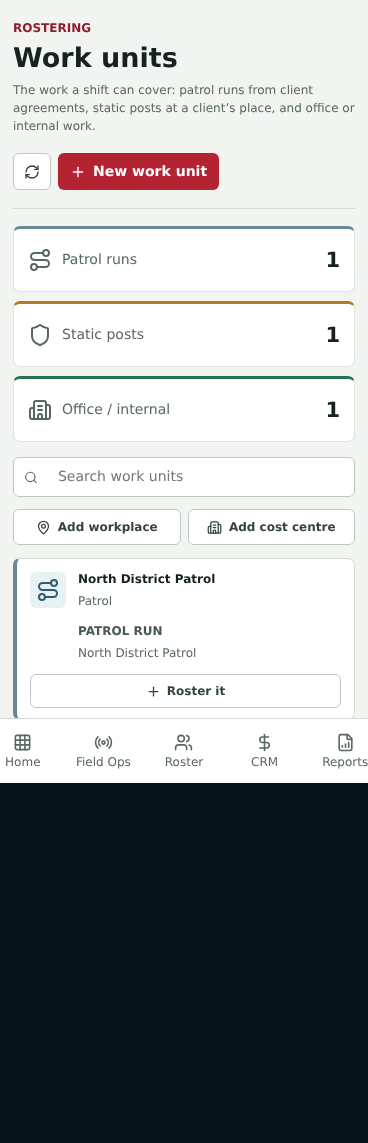 ROSTERING
Work units
The work a shift can cover: patrol runs from client
agreements, static posts at a client’s place, and office or
internal work.
New work unit
Patrol runs 1
Static posts 1
Office / internal 1
Search work units
Add workplace Add cost centre
North District Patrol
Patrol
PATROL RUN
North District Patrol
Roster it
Home Field Ops Roster CRM Reports